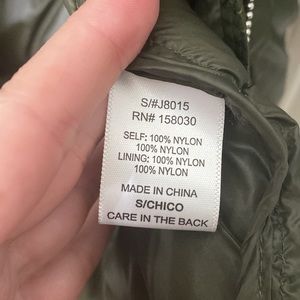 S/#J8015
RN# 158030
SELF: 100% NYLON
100% NYLON
LINING: 100% NYLON
100% NYLON
MADE IN CHINA
S/CHICO
CARE IN THE BACK